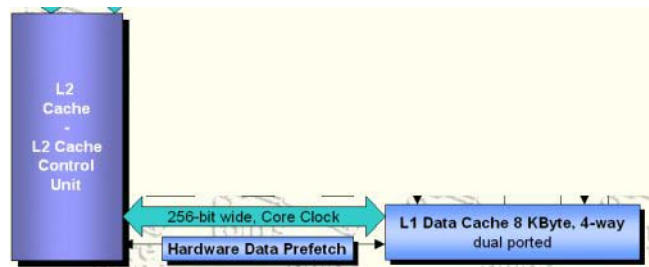 L2
Cache
-
L2 Cache
Control
Unit
256-bit wide, Core Clock
Hardware Data Prefetch
L1 Data Cache 8 KByte, 4-way
dual ported